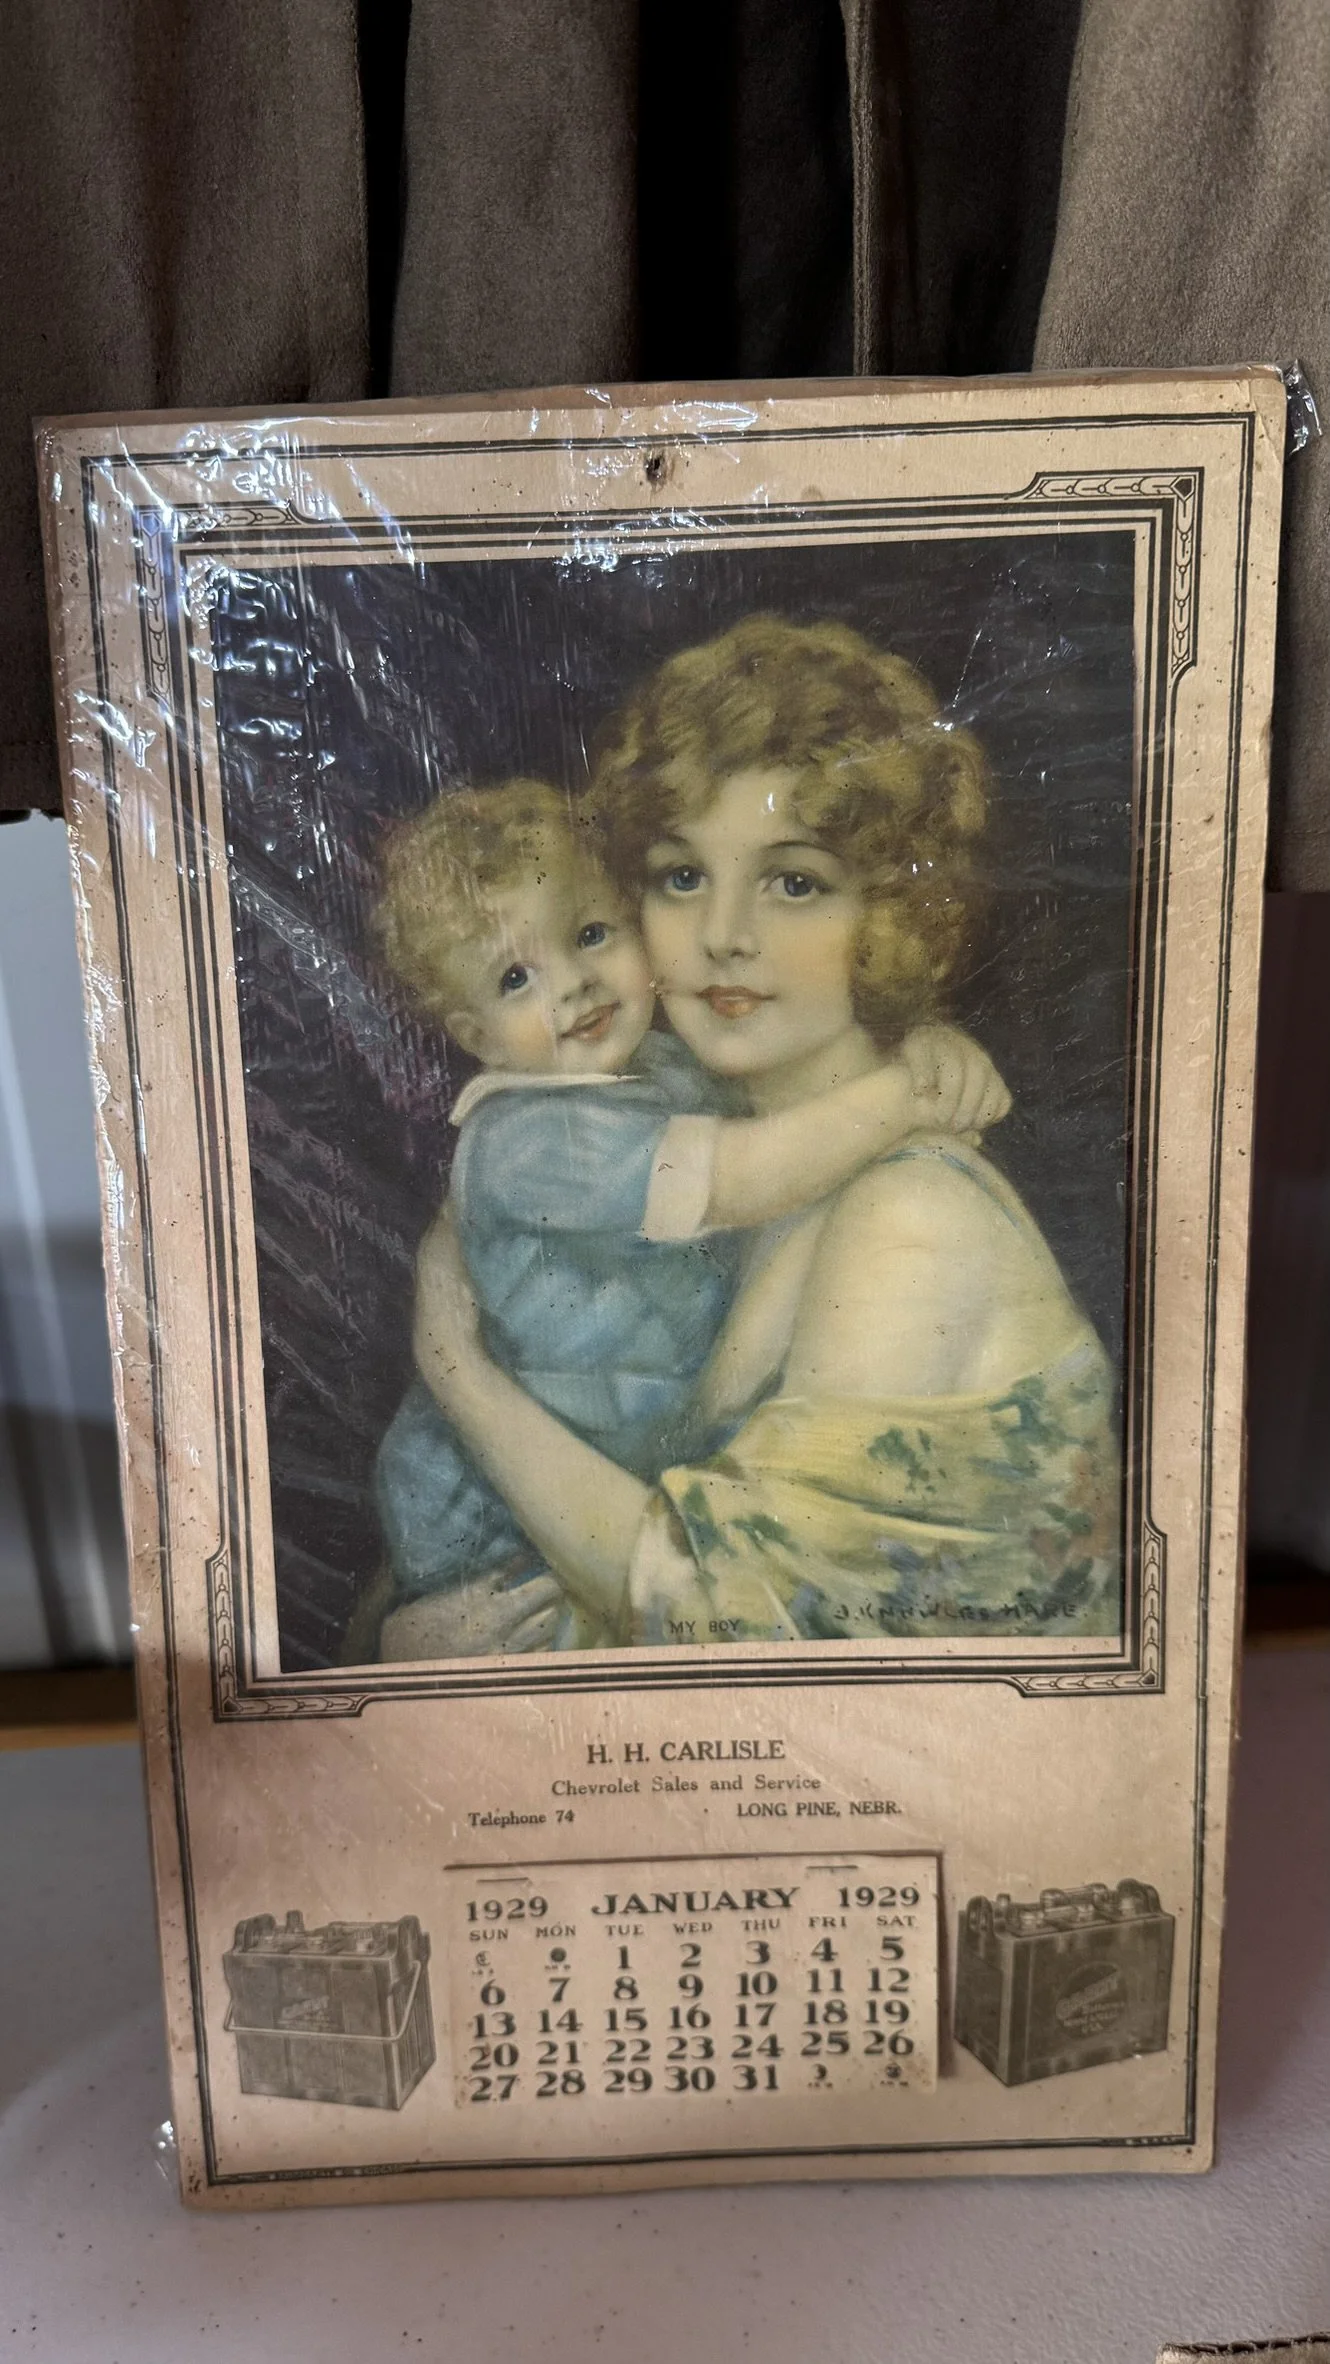 MY BOY
J. KNOWLES HARE.
H. H. CARLISLE
Chevrolet Sales and Service
Telephone 74 LONG PINE, NEBR.
1929 JANUARY 1929
SUN MON TUE WED THU FRI SAT
1 2 3 4 5
6 7 8 9 10 11 12
13 14 15 16 17 18 19
20 21 22 23 24 25 26
27 28 29 30 31